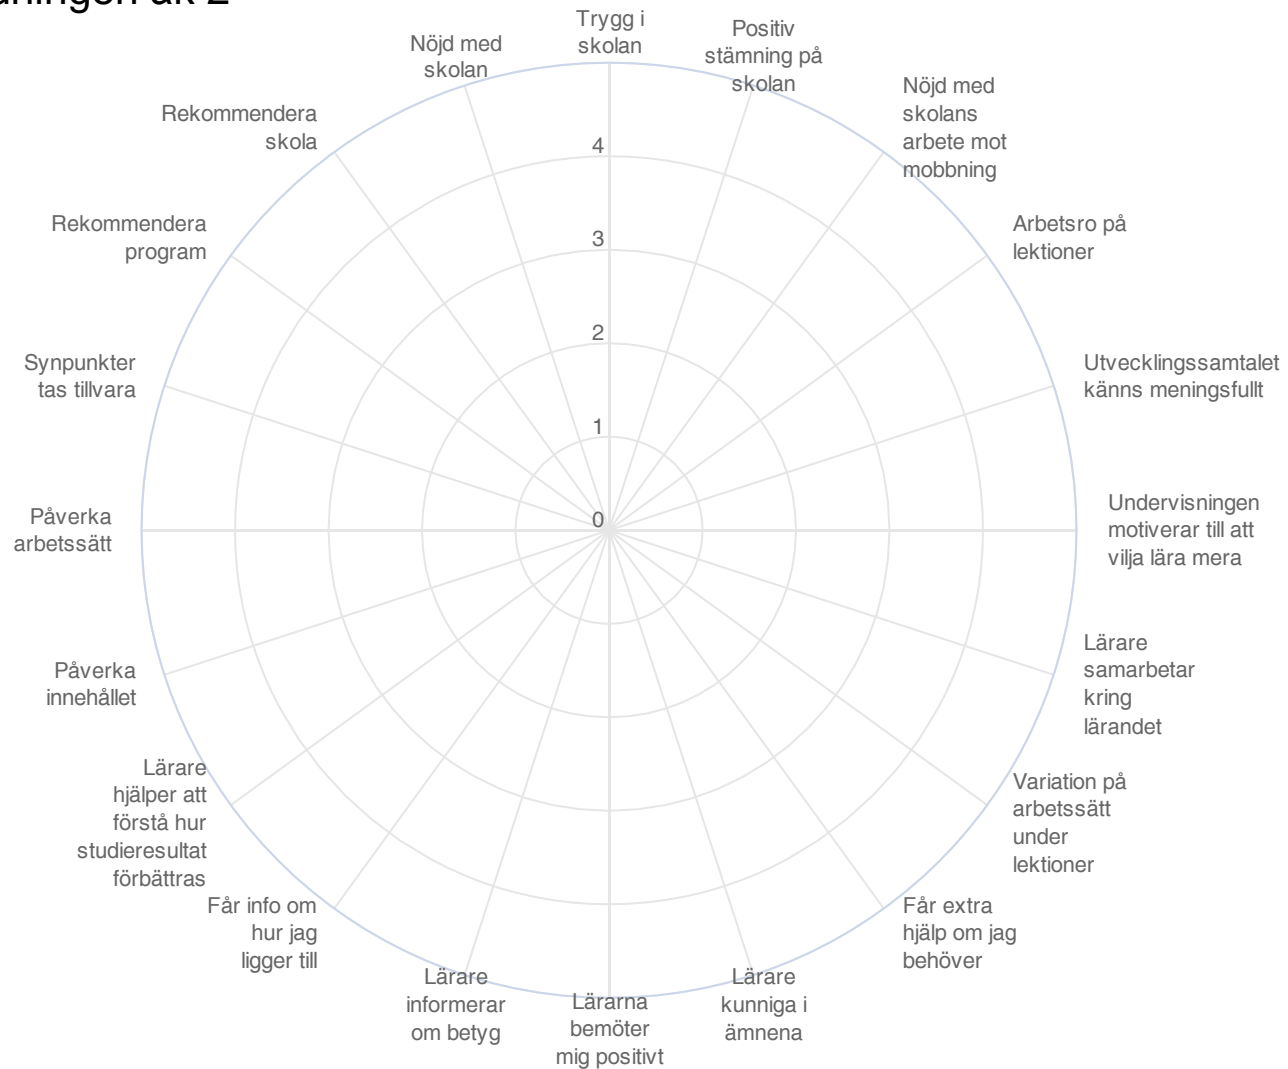 åk 2
Trygg i
skolan
Positiv
stämning på
skolan
Nöjd med
skolans
arbete mot
mobbning
Arbetsro på
lektioner
Utvecklingssamtalet
känns meningsfullt
Undervisningen
motiverar till att
vilja lära mera
Lärare
samarbetar
kring
lärandet
Variation på
arbetssätt
under
lektioner
Får extra
hjälp om jag
behöver
Lärare
kunniga i
ämnena
Lärarna
bemöter
mig positivt
Lärare
informerar
om betyg
Får info om
hur jag
ligger till
Lärare
hjälper att
förstå hur
studieresultat
förbättras
Påverka
innehållet
Påverka
arbetssätt
Synpunkter
tas tillvara
Rekommendera
program
Rekommendera
skola
Nöjd med
skolan
4
3
2
1
0